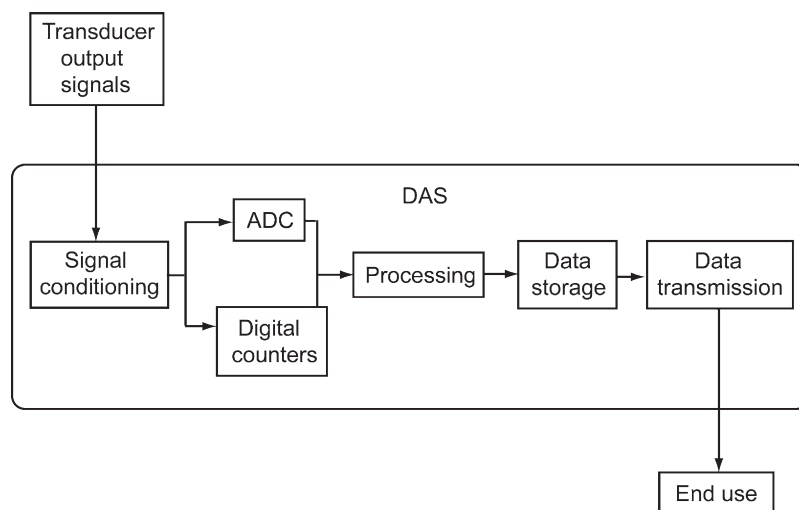 Transducer
output
signals
DAS
ADC
Signal
conditioning
Digital
counters
Processing
Data
storage
Data
transmission
End use